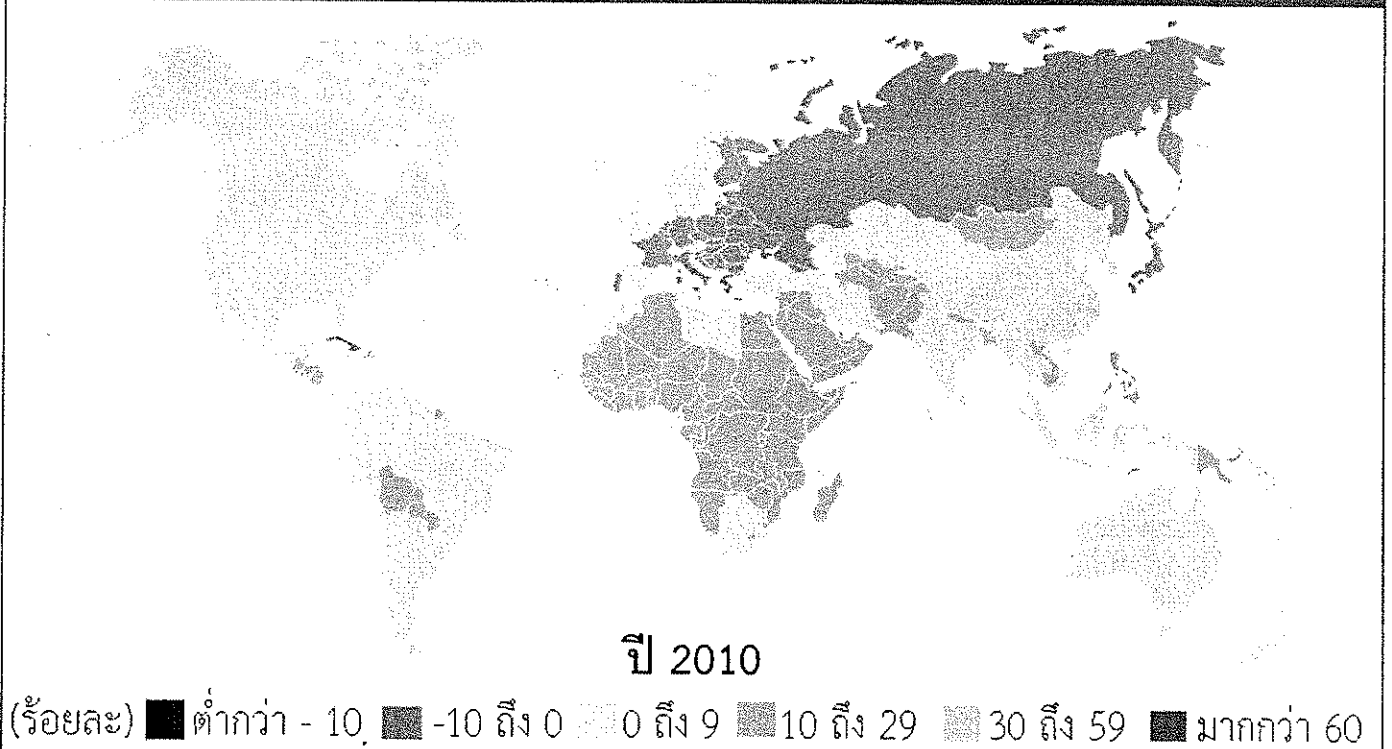 ปี 2010
(ร้อยละ) ต่ำกว่า - 10 -10 ถึง 0 0 ถึง 9 10 ถึง 29 30 ถึง 59 มากกว่า 60